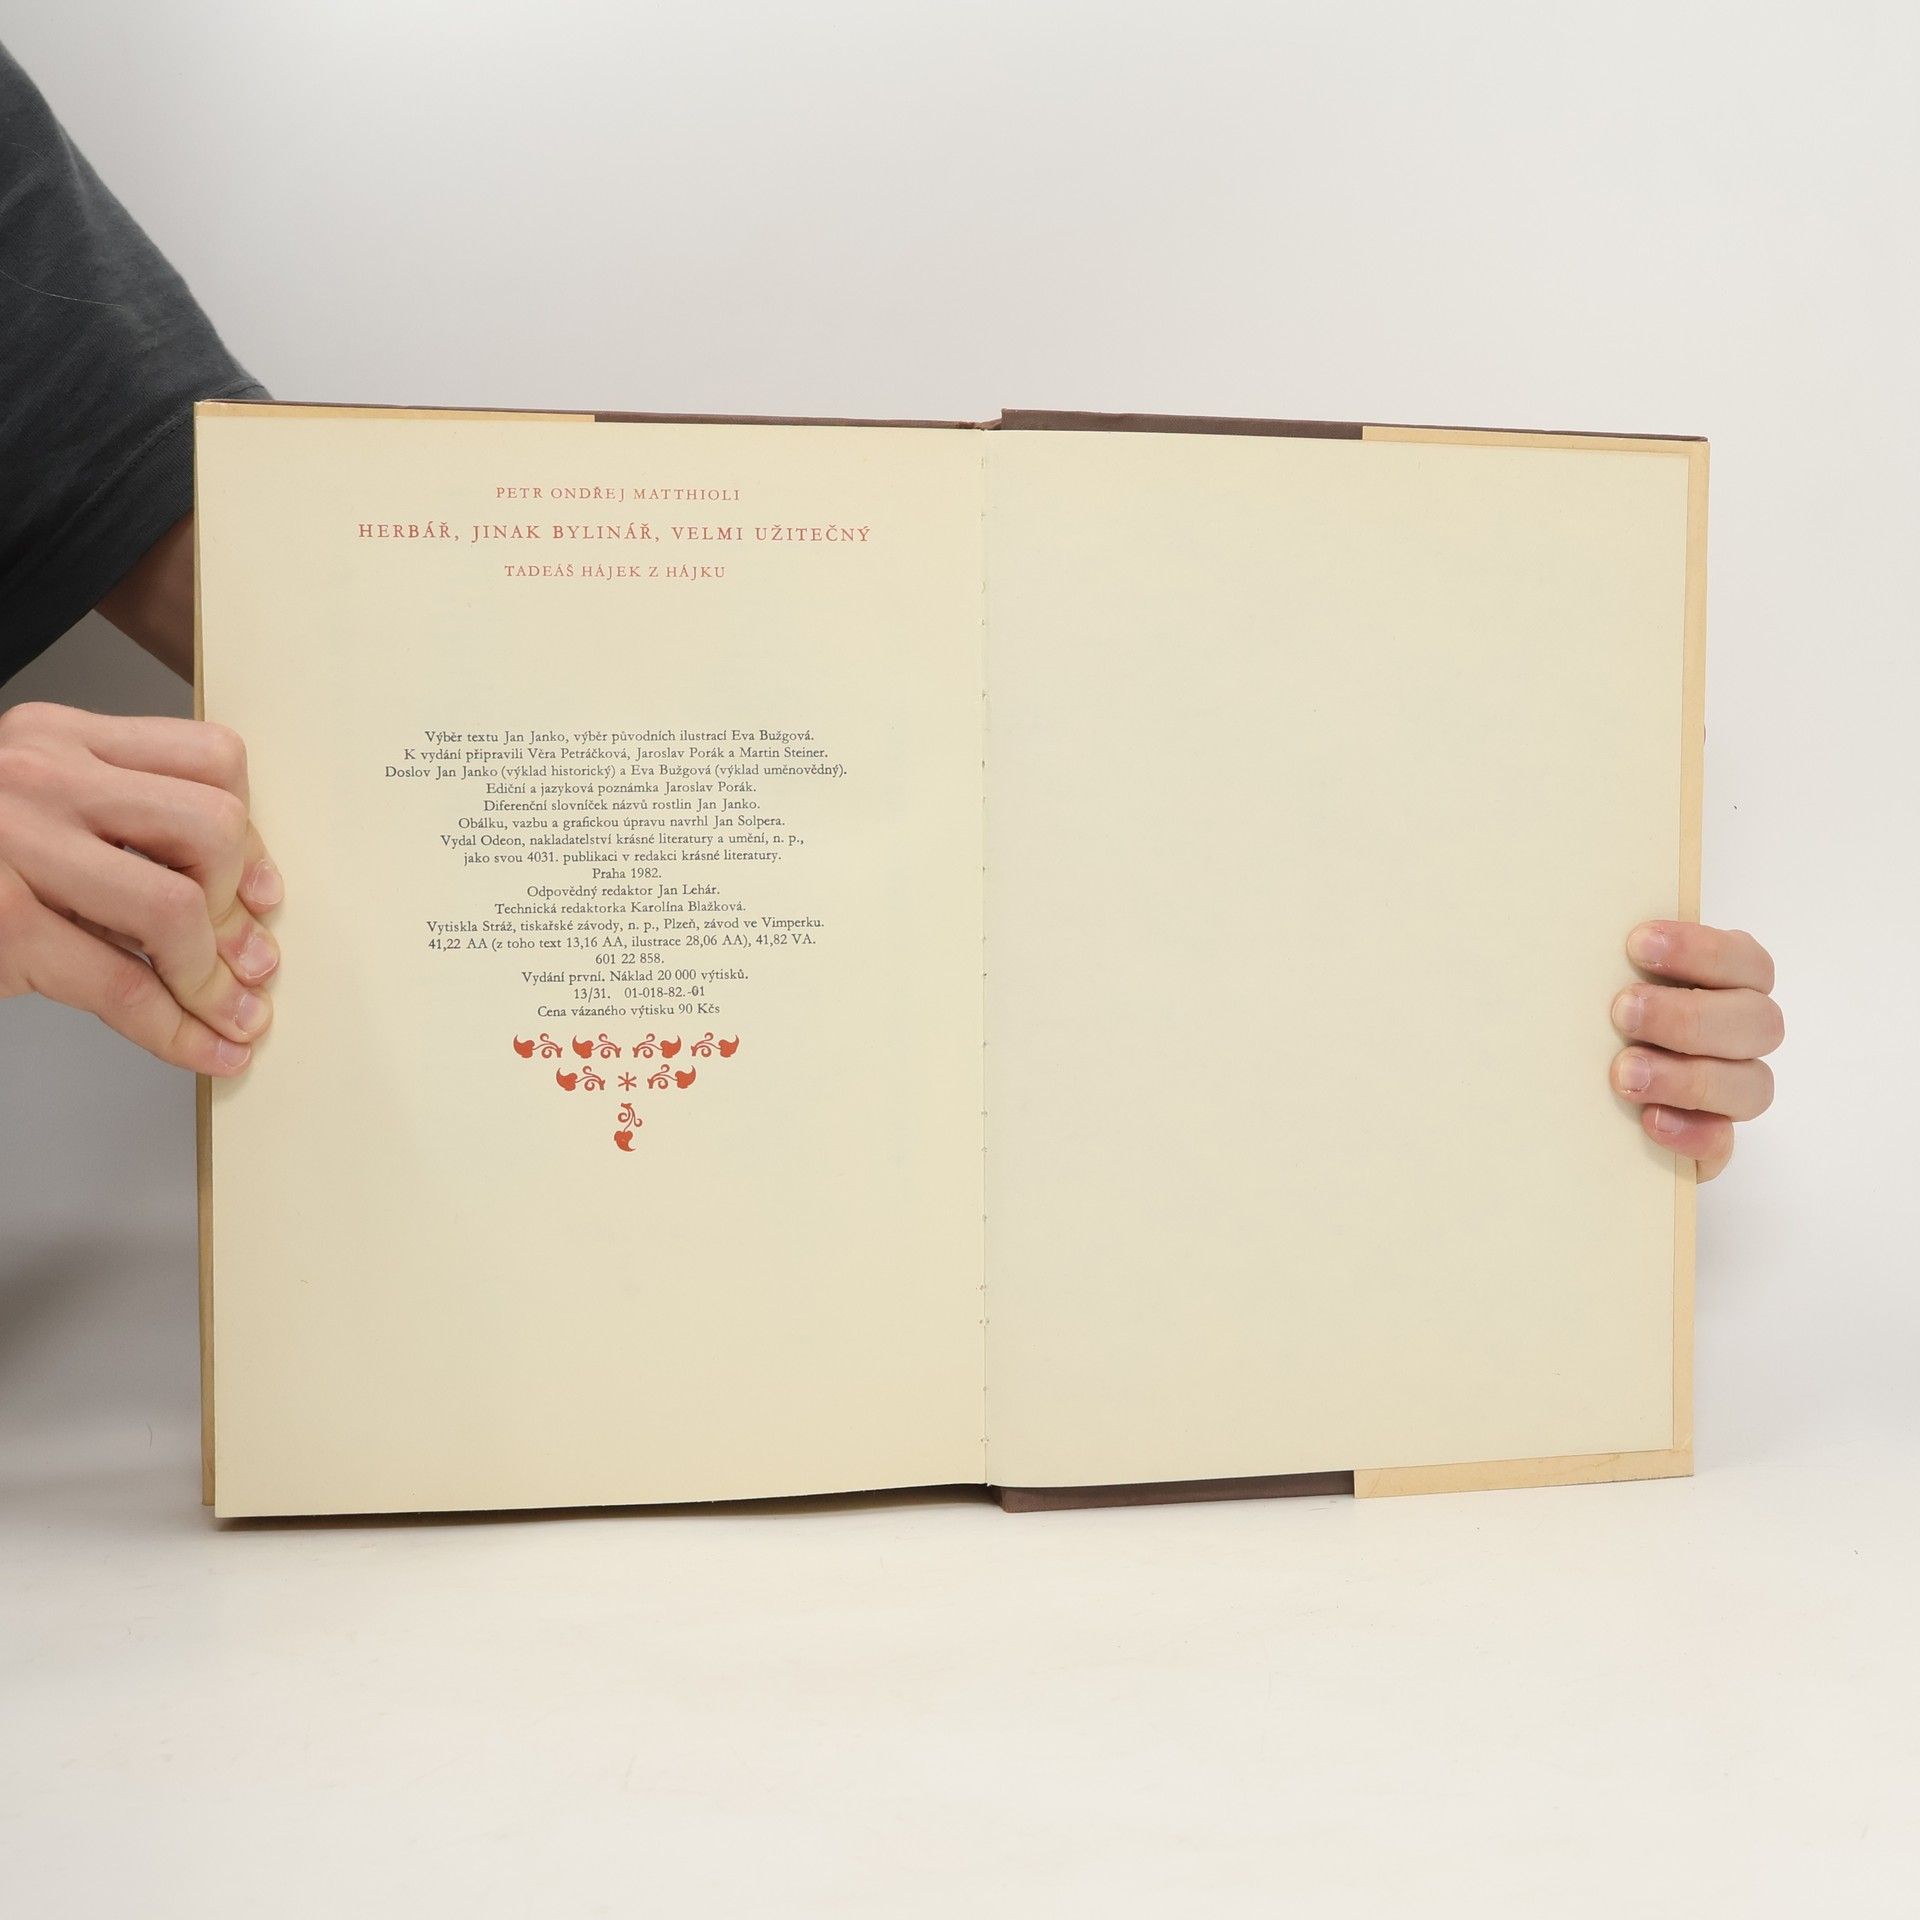 PETR ONDŘEJ MATTHIOLI
HERBÁŘ, JINAK BYLINÁŘ, VELMI UŽITEČNÝ
TADEÁŠ HÁJEK Z HÁJKU
Výběr textu Jan Janko, výběr původních ilustrací Eva Bužgová.
K vydání připravili Věra Petráčková, Jaroslav Porák a Martin Steiner.
Doslov Jan Janko (výklad historický) a Eva Bužgová (výklad uměnovědný).
Ediční a jazyková poznámka Jaroslav Porák.
Diferenční slovníček názvů rostlin Jan Janko.
Obálku, vazbu a grafickou úpravu navrhl Jan Solpera.
Vydal Odeon, nakladatelství krásné literatury a umění, n. p.,
jako svou 4031. publikaci v redakci krásné literatury.
Praha 1982.
Odpovědný redaktor Jan Lehár.
Technická redaktorka Karolína Blažková.
Vytiskla Stráž, tiskařské závody, n. p., Plzeň, závod ve Vimperku.
41,22 AA (z toho text 13,16 AA, ilustrace 28,06 AA), 41,82 VA.
601 22 858.
Vydání první. Náklad 20 000 výtisků.
13/31. 01-018-82.-01
Cena vázaného výtisku 90 Kčs